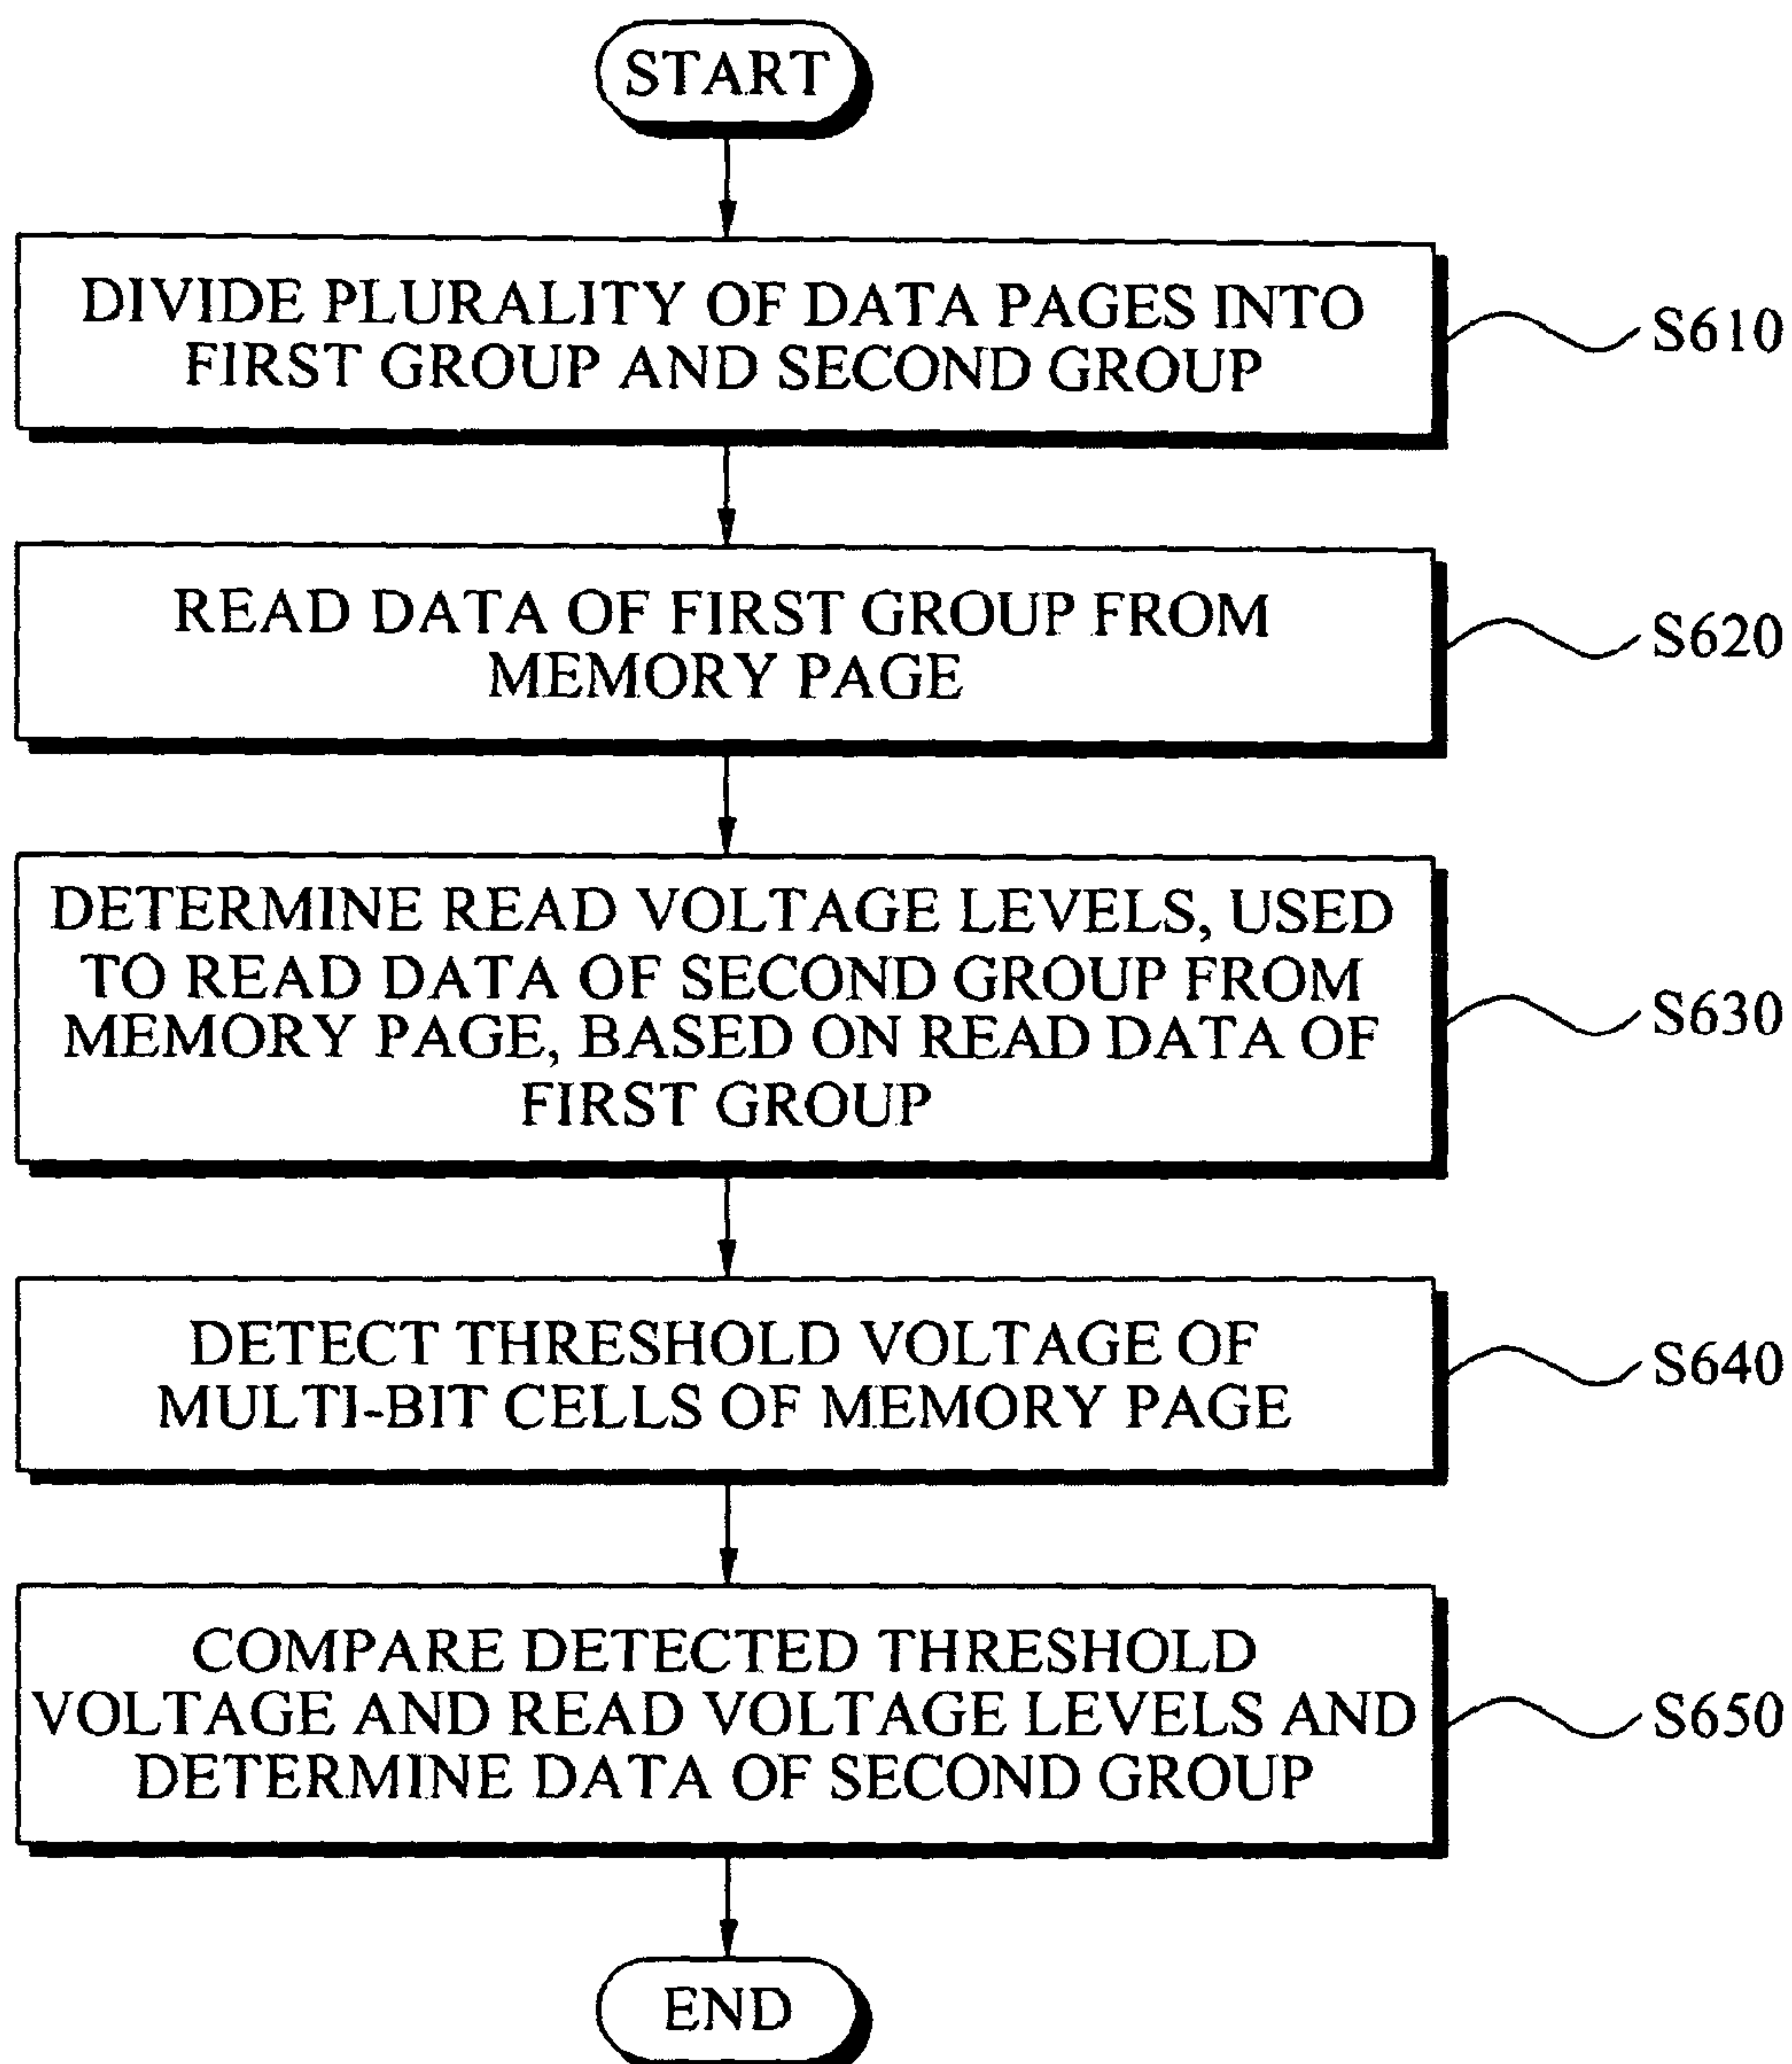 START
DIVIDE PLURALITY OF DATA PAGES INTO
FIRST GROUP AND SECOND GROUP
S610
READ DATA OF FIRST GROUP FROM
MEMORY PAGE
S620
DETERMINE READ VOLTAGE LEVELS, USED
TO READ DATA OF SECOND GROUP FROM
MEMORY PAGE, BASED ON READ DATA OF
FIRST GROUP
S630
DETECT THRESHOLD VOLTAGE OF
MULTI-BIT CELLS OF MEMORY PAGE
S640
COMPARE DETECTED THRESHOLD
VOLTAGE AND READ VOLTAGE LEVELS AND
DETERMINE DATA OF SECOND GROUP
S650
END